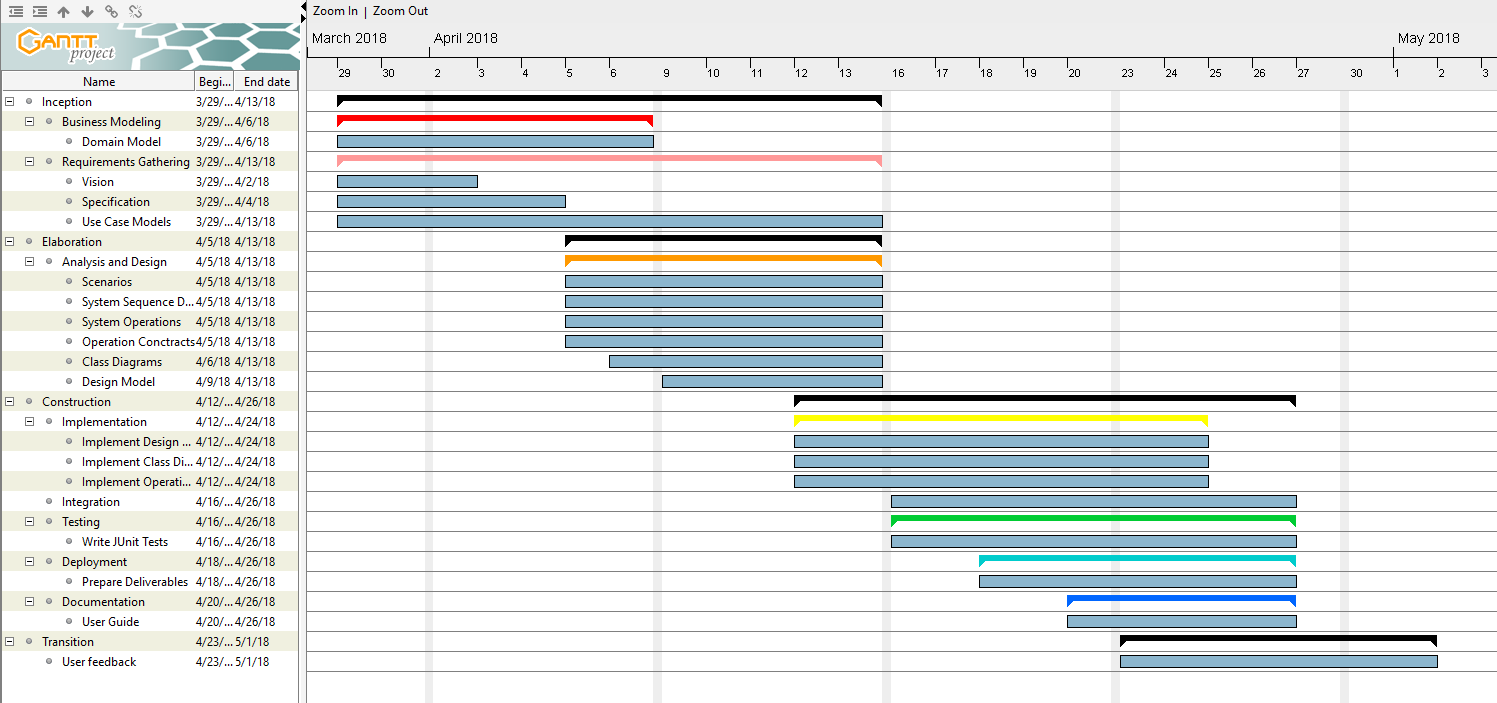 Zoom In | Zoom Out
GANTT
project
March 2018 April 2018 May 2018
29 30 2 3 4 5 6 9 10 11 12 13 16 17 18 19 20 23 24 25 26 27 30 1 2 3
Name Begi... End date
Inception 3/29/... 4/13/18
Business Modeling 3/29/... 4/6/18
Domain Model 3/29/... 4/6/18
Requirements Gathering 3/29/... 4/13/18
Vision 3/29/... 4/2/18
Specification 3/29/... 4/4/18
Use Case Models 3/29/... 4/13/18
Elaboration 4/5/18 4/13/18
Analysis and Design 4/5/18 4/13/18
Scenarios 4/5/18 4/13/18
System Sequence D... 4/5/18 4/13/18
System Operations 4/5/18 4/13/18
Operation Conctracts 4/5/18 4/13/18
Class Diagrams 4/6/18 4/13/18
Design Model 4/9/18 4/13/18
Construction 4/12/... 4/26/18
Implementation 4/12/... 4/24/18
Implement Design ... 4/12/... 4/24/18
Implement Class Di... 4/12/... 4/24/18
Implement Operati... 4/12/... 4/24/18
Integration 4/16/... 4/26/18
Testing 4/16/... 4/26/18
Write JUnit Tests 4/16/... 4/26/18
Deployment 4/18/... 4/26/18
Prepare Deliverables 4/18/... 4/26/18
Documentation 4/20/... 4/26/18
User Guide 4/20/... 4/26/18
Transition 4/23/... 5/1/18
User feedback 4/23/... 5/1/18